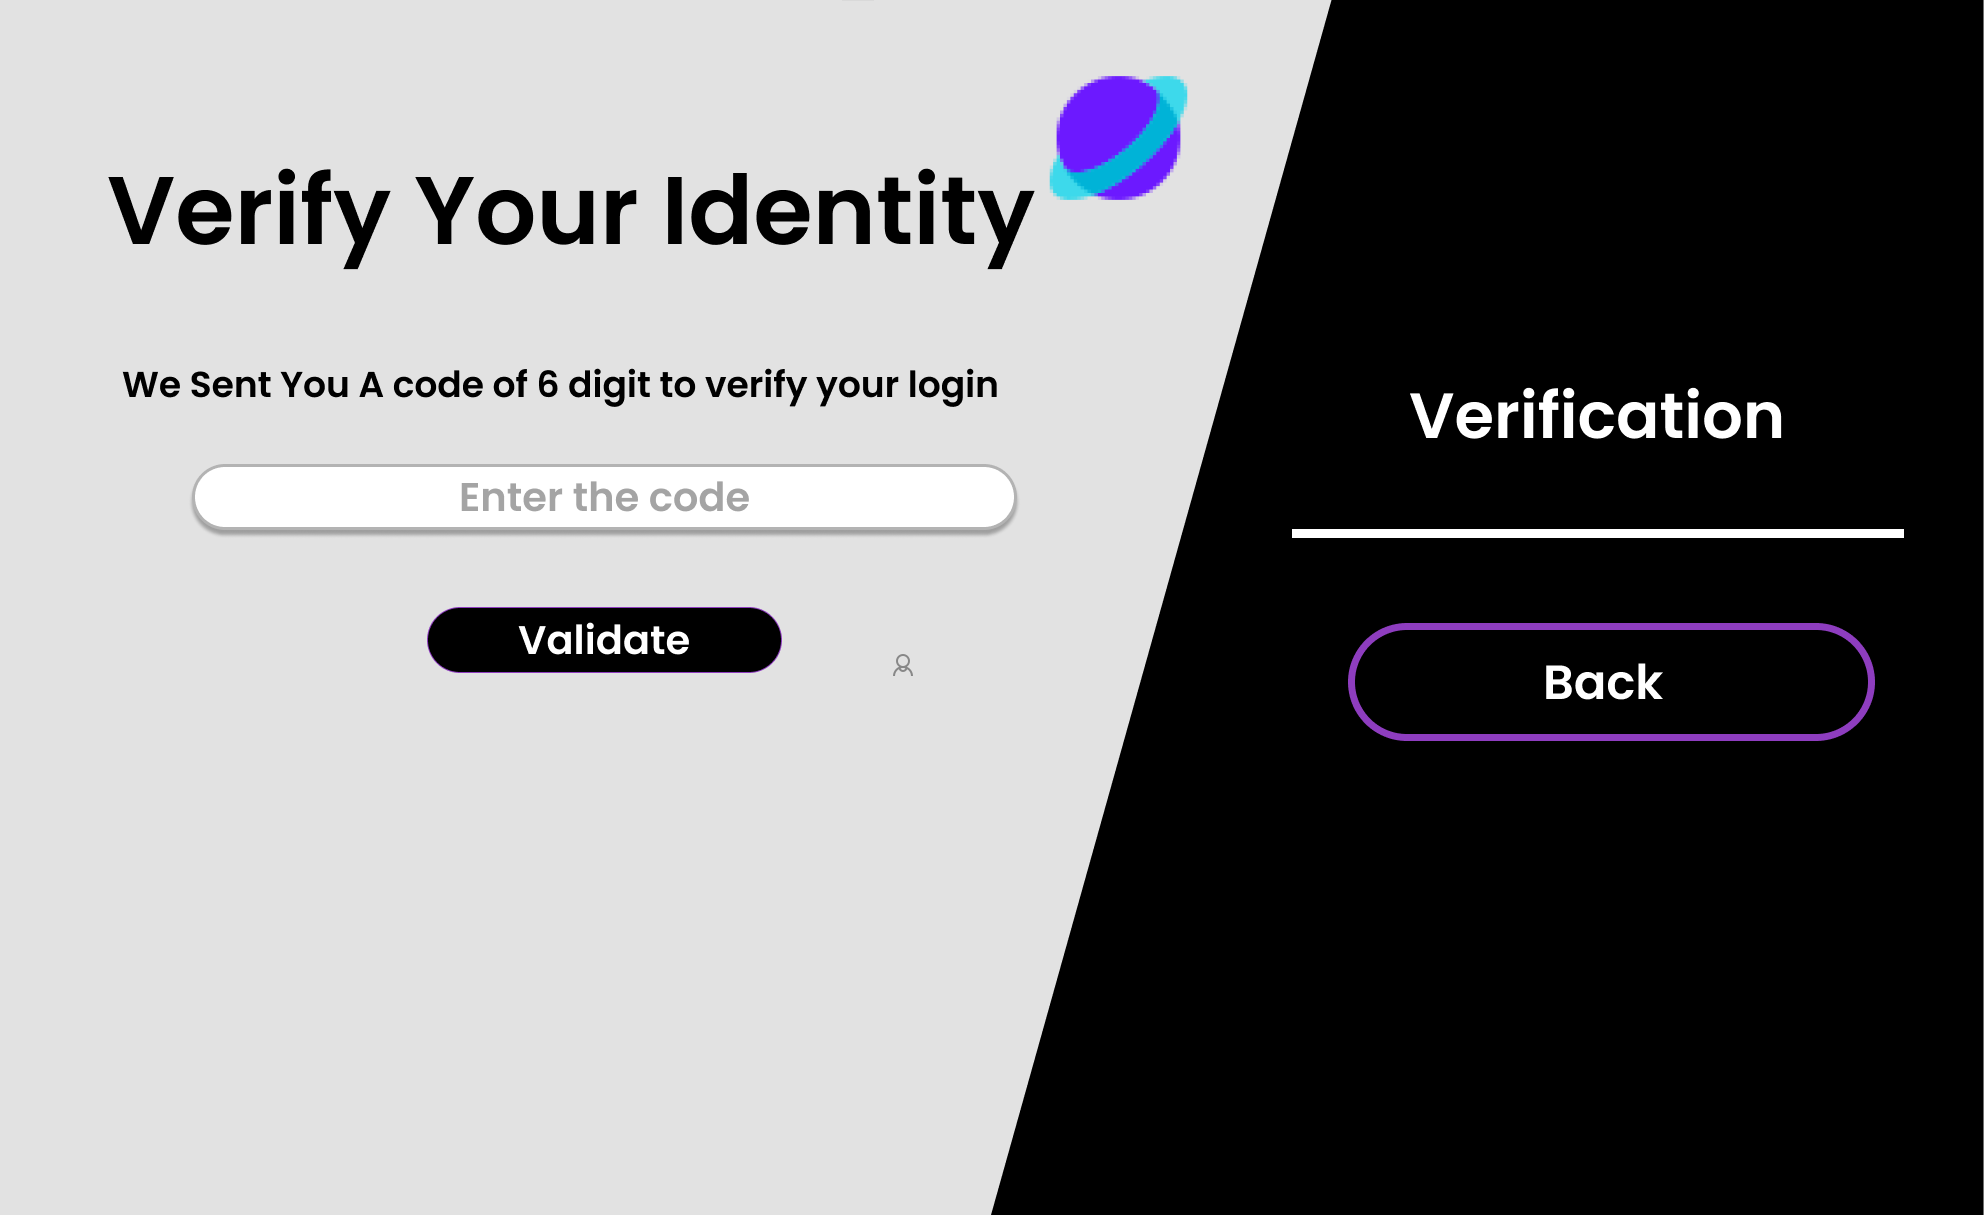 Verify Your Identity
We Sent You A code of 6 digit to verify your login
Enter the code
Validate
Verification
Back